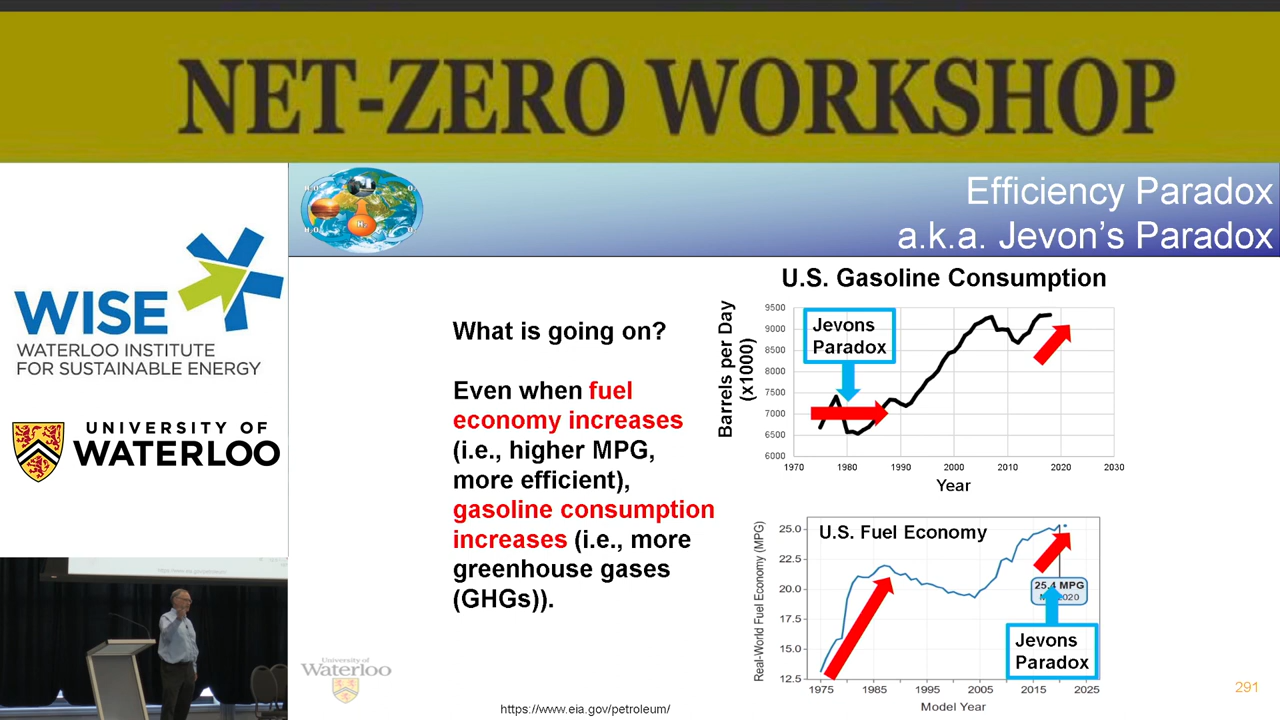 NET-ZERO WORKSHOP
Efficiency Paradox
a.k.a. Jevon's Paradox
WISE
WATERLOO INSTITUTE
FOR SUSTAINABLE ENERGY
UNIVERSITY OF
WATERLOO
What is going on?
Even when fuel
economy increases
(i.e., higher MPG,
more efficient),
gasoline consumption
increases (i.e., more
greenhouse gases
(GHGs)).
U.S. Gasoline Consumption
Barrels per Day
(x1000)
9500
9000
8500
8000
7500
7000
6500
6000
Jevons
Paradox
1970 1980 1990 2000 2010 2020 2030
Year
U.S. Fuel Economy
Real-World Fuel Economy (MPG)
25.0
22.5
20.0
17.5
15.0
12.5
25.4 MPG
2020
Jevons
Paradox
1975 1985 1995 2005 2015 2025
Model Year
University of
Waterloo
https://www.eia.gov/petroleum/
291